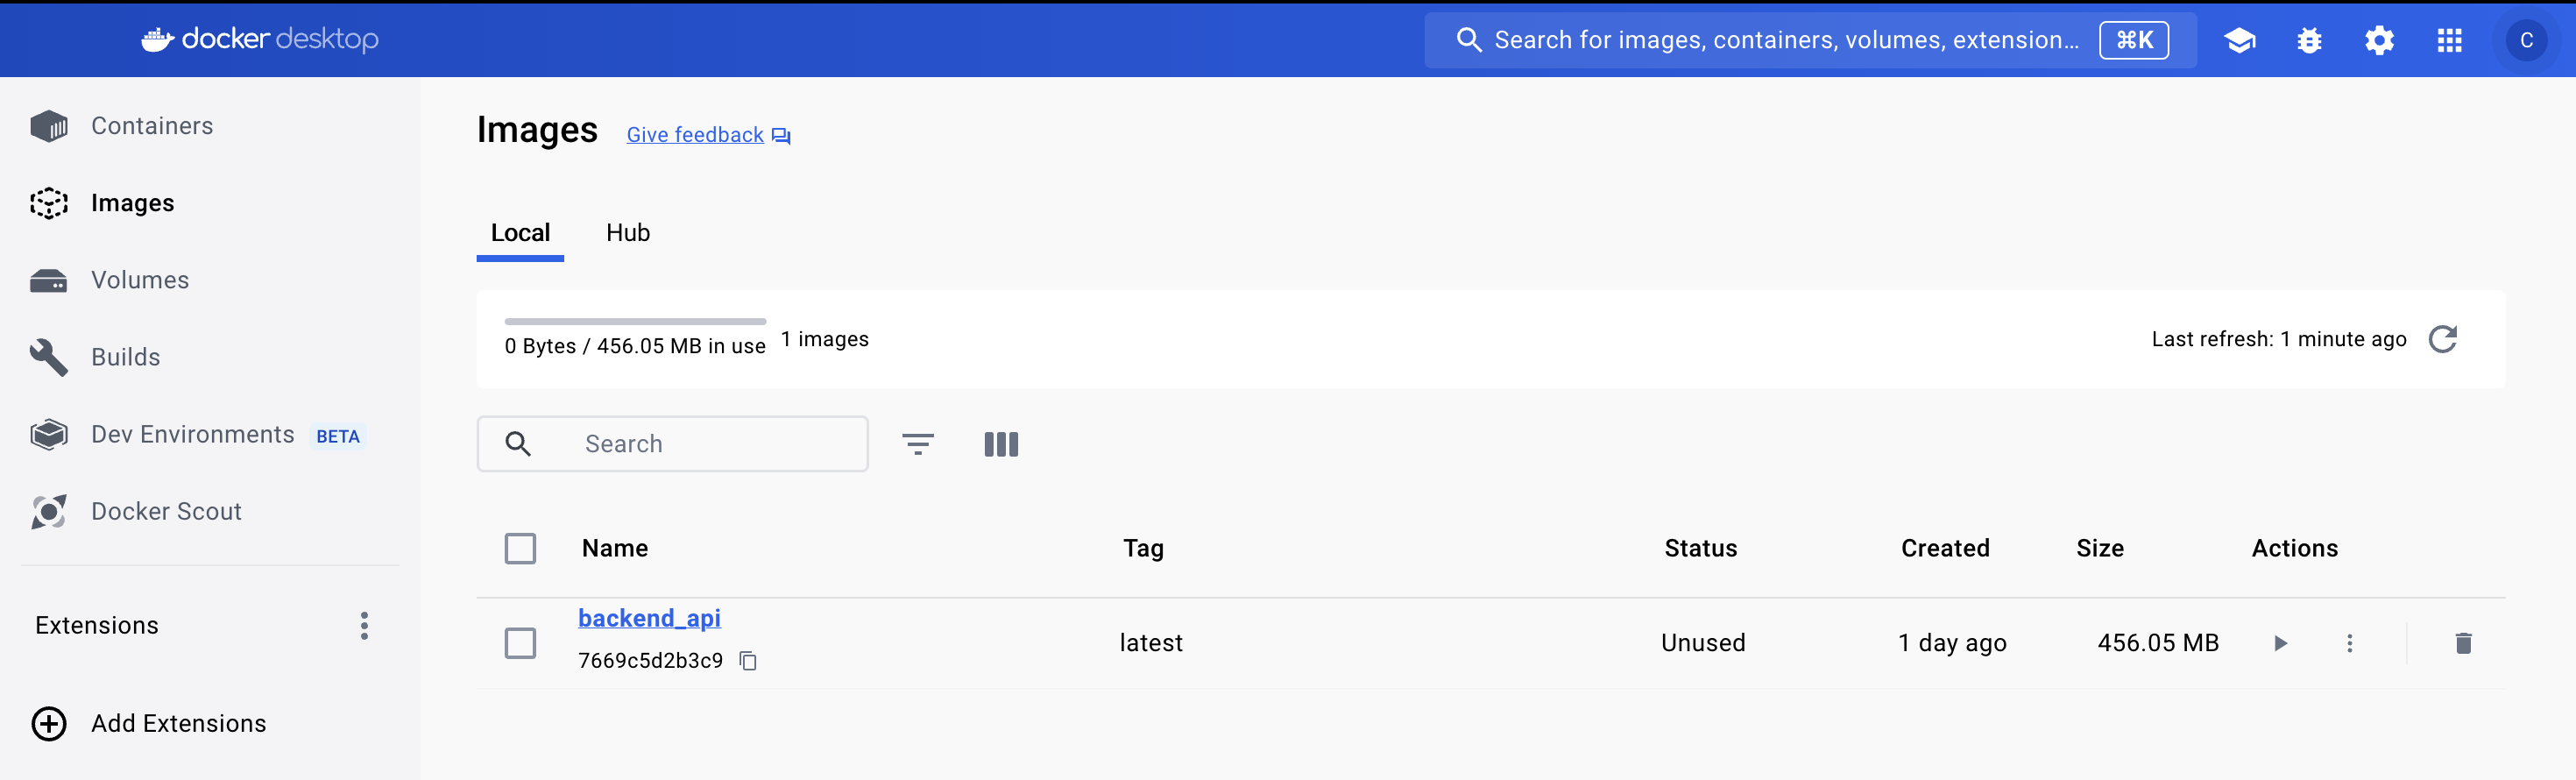 docker desktop
Search for images, containers, volumes, extension...
⌘K
C
Containers
Images
Volumes
Builds
Dev Environments BETA
Docker Scout
Extensions
Add Extensions
Images Give feedback
Local Hub
0 Bytes / 456.05 MB in use 1 images
Last refresh: 1 minute ago
Search
Name Tag Status Created Size Actions
backend_api
7669c5d2b3c9
latest Unused 1 day ago 456.05 MB